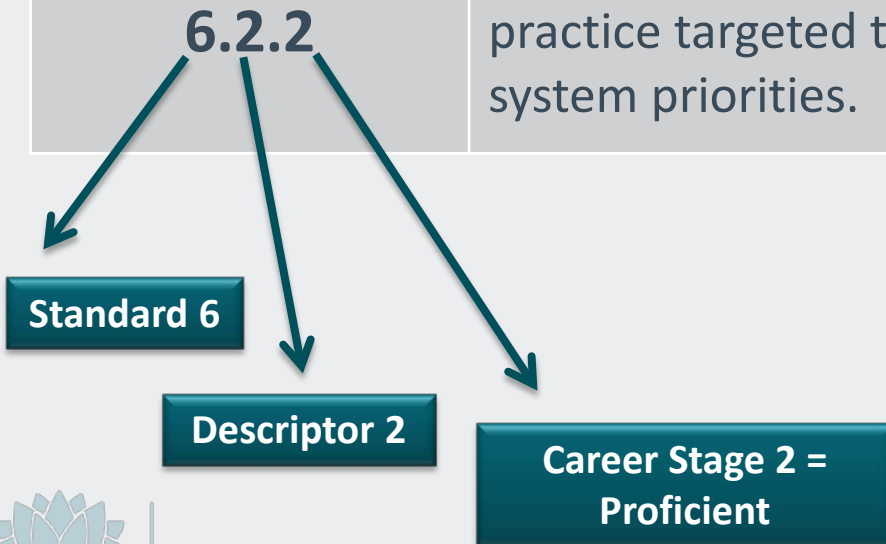 6.2.2
practice targeted t
system priorities.
Standard 6
Descriptor 2
Career Stage 2 =
Proficient